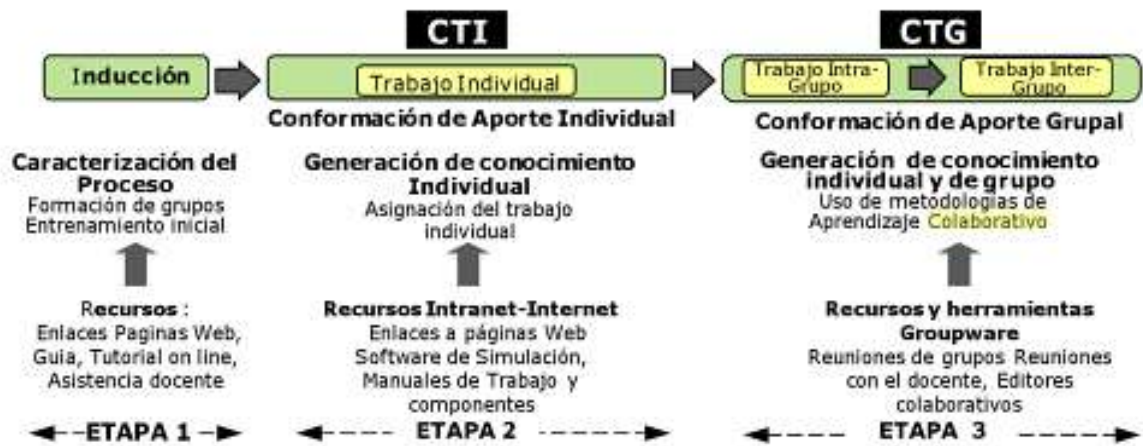 CTI
CTG
Inducción
Trabajo Individual
Trabajo Intra-
Grupo
Trabajo Inter-
Grupo
Conformación de Aporte Individual
Conformación de Aporte Grupal
Caracterización del
Proceso
Formación de grupos
Entrenamiento inicial
Generación de conocimiento
Individual
Asignación del trabajo
individual
Generación de conocimiento
individual y de grupo
Uso de metodologías de
Aprendizaje Colaborativo
Recursos :
Enlaces Paginas Web,
Guia, Tutorial on line,
Asistencia docente
Recursos Intranet-Internet
Enlaces a páginas Web
Software de Simulación,
Manuales de Trabajo y
componentes
Recursos y herramientas
Groupware
Reuniones de grupos Reuniones
con el docente, Editores
colaborativos
ETAPA 1
ETAPA 2
ETAPA 3